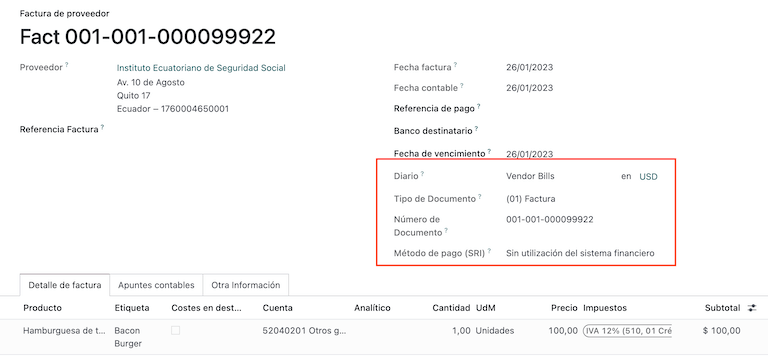 Factura de proveedor
Fact 001-001-000099922
Proveedor ? Instituto Ecuatoriano de Seguridad Social
Av. 10 de Agosto
Quito 17
Ecuador – 1760004650001
Referencia Factura ?
Fecha factura ? 26/01/2023
Fecha contable ? 26/01/2023
Referencia de pago ?
Banco destinatario ?
Fecha de vencimiento ? 26/01/2023
Diario ? Vendor Bills en USD
Tipo de Documento ? (01) Factura
Número de 001-001-000099922
Documento ?
Método de pago (SRI) ? Sin utilización del sistema financiero
Detalle de factura Apuntes contables Otra Información
Producto Etiqueta Costes en dest... Cuenta Analítico Cantidad UdM Precio Impuestos Subtotal
Hamburguesa de t... Bacon 52040201 Otros g... 1,00 Unidades 100,00 IVA 12% (510, 01 Cré $ 100,00
Burger